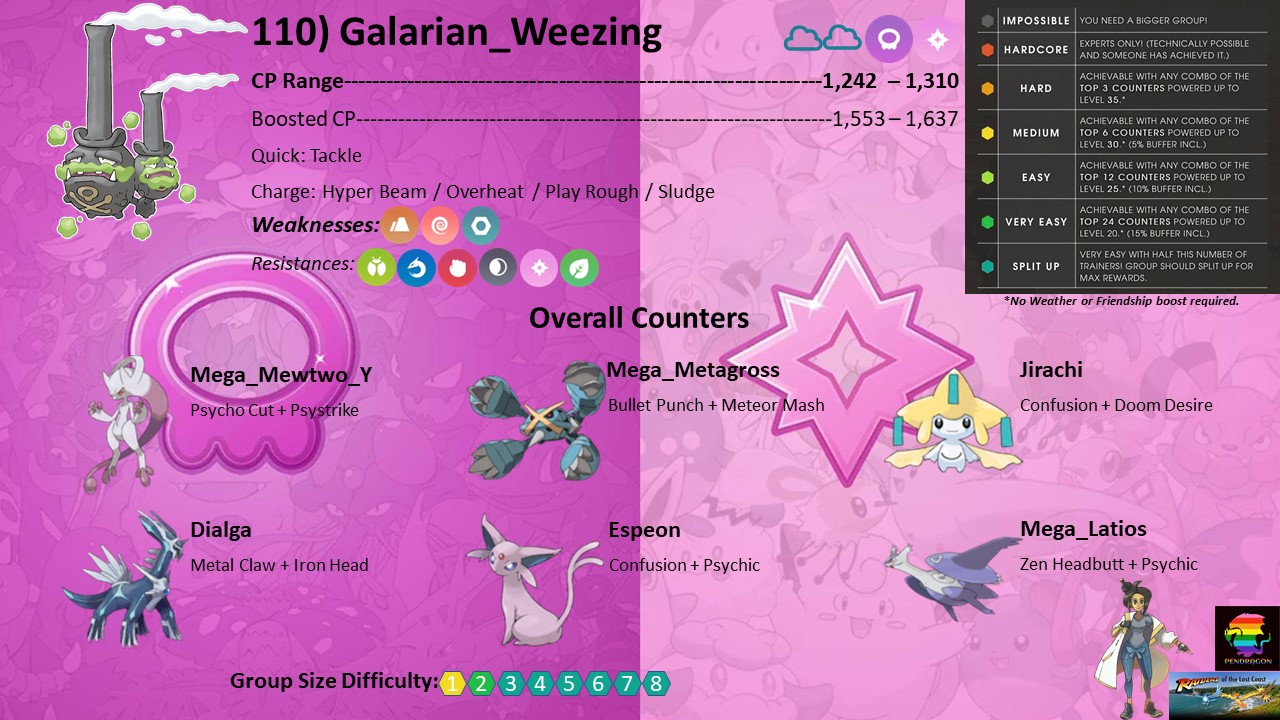 110) Galarian_Weezing
CP Range--------------------------------------------------------------------------------1,242 – 1,310
Boosted CP--------------------------------------------------------------------------------1,553 – 1,637
Quick: Tackle
Charge: Hyper Beam / Overheat / Play Rough / Sludge
Weaknesses:
Resistances:
IMPOSSIBLE YOU NEED A BIGGER GROUP!
HARDCORE EXPERTS ONLY! (TECHNICALLY POSSIBLE
AND SOMEONE HAS ACHIEVED IT.)
HARD ACHIEVABLE WITH ANY COMBO OF THE
TOP 3 COUNTERS POWERED UP TO
LEVEL 35.*
MEDIUM ACHIEVABLE WITH ANY COMBO OF THE
TOP 6 COUNTERS POWERED UP TO
LEVEL 30.* (5% BUFFER INCL.)
EASY ACHIEVABLE WITH ANY COMBO OF THE
TOP 12 COUNTERS POWERED UP TO
LEVEL 25.* (10% BUFFER INCL.)
VERY EASY ACHIEVABLE WITH ANY COMBO OF THE
TOP 24 COUNTERS POWERED UP TO
LEVEL 20.* (15% BUFFER INCL.)
SPLIT UP VERY EASY WITH HALF THIS NUMBER OF
TRAINERS! GROUP SHOULD SPLIT UP FOR
MAX REWARDS.
*No Weather or Friendship boost required.
Overall Counters
Mega_Mewtwo_Y
Psycho Cut + Psystrike
Mega_Metagross
Bullet Punch + Meteor Mash
Jirachi
Confusion + Doom Desire
Dialga
Metal Claw + Iron Head
Espeon
Confusion + Psychic
Mega_Latios
Zen Headbutt + Psychic
Group Size Difficulty: 1 2 3 4 5 6 7 8
PENDRAGON
RAIDERS of the Lost Coast